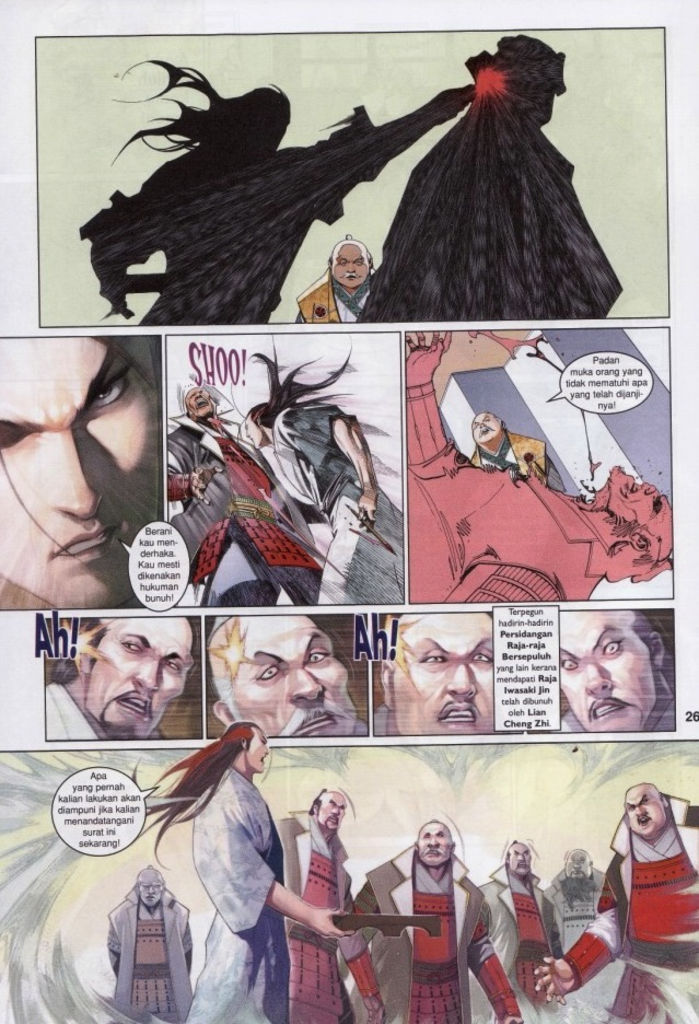 SHOO!
Padan
muka orang yang
tidak mematuhi apa
yang telah dijanji-
nya!
Berani
kau men-
derhaka.
Kau mesti
dikenakan
hukuman
bunuh!
Ah!
Ah!
Terpegun
hadirin-hadirin
Persidangan
Raja-raja
Bersepuluh
yang lain kerana
mendapati Raja
Iwasaki Jin
telah dibunuh
oleh Lian
Cheng Zhi.
26
Apa
yang pernah
kalian lakukan akan
diampuni jika kalian
menandatangani
surat ini
sekarang!